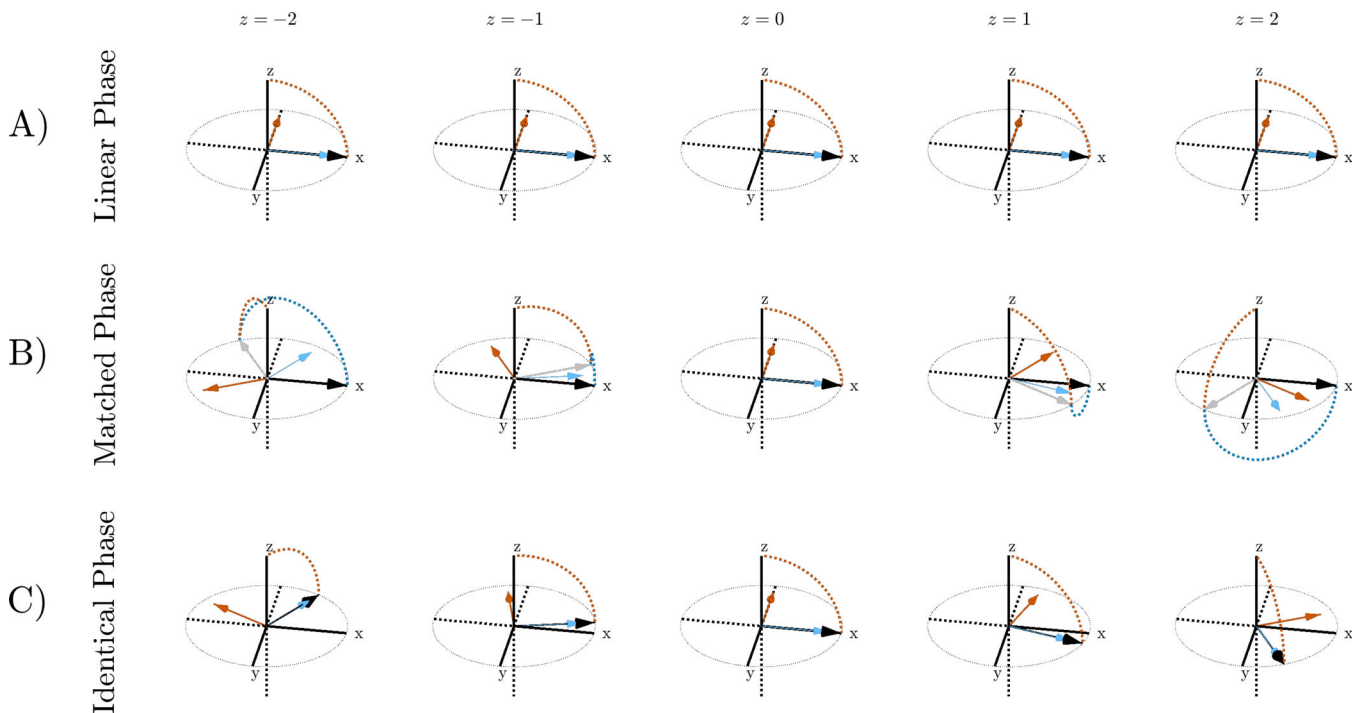 z = −2 z = −1 z = 0 z = 1 z = 2
A) Linear Phase
z z z z z
x x x x x
y y y y y
B) Matched Phase
z z z z z
x x x x x
y y y y y
C) Identical Phase
z z z z z
x x x x x
y y y y y